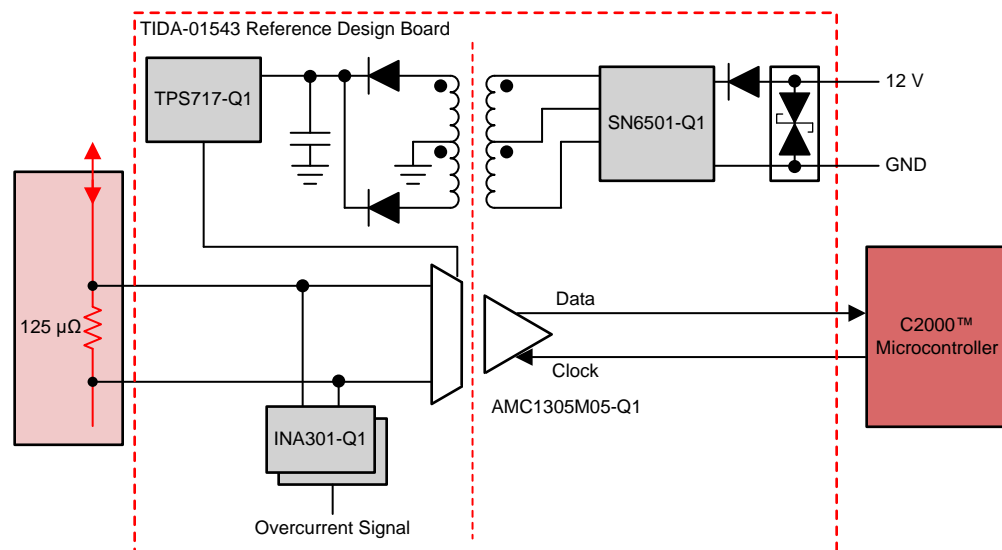 TIDA-01543 Reference Design Board
TPS717-Q1
SN6501-Q1
12 V
GND
125 µΩ
Data
Clock
C2000™
Microcontroller
AMC1305M05-Q1
INA301-Q1
Overcurrent Signal